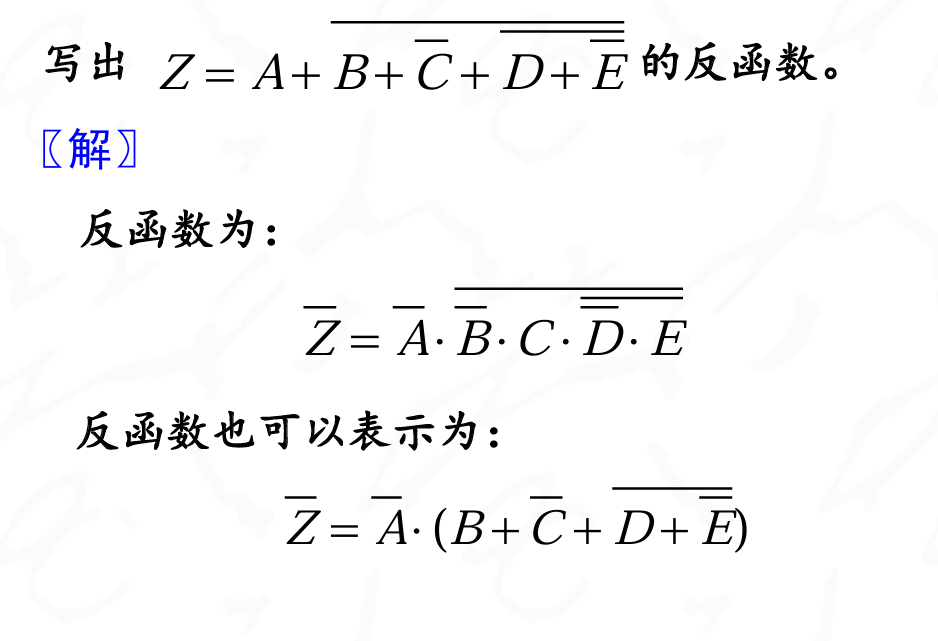 写出 $Z = A + \overline{B + \overline{C} + \overline{D + \overline{E}}}$ 的反函数。
〖解〗
反函数为：
$\overline{Z} = \overline{A} \cdot \overline{\overline{B} \cdot C \cdot \overline{\overline{D} \cdot E}}$
反函数也可以表示为：
$\overline{Z} = \overline{A} \cdot (B + \overline{C} + \overline{D + \overline{E}})$